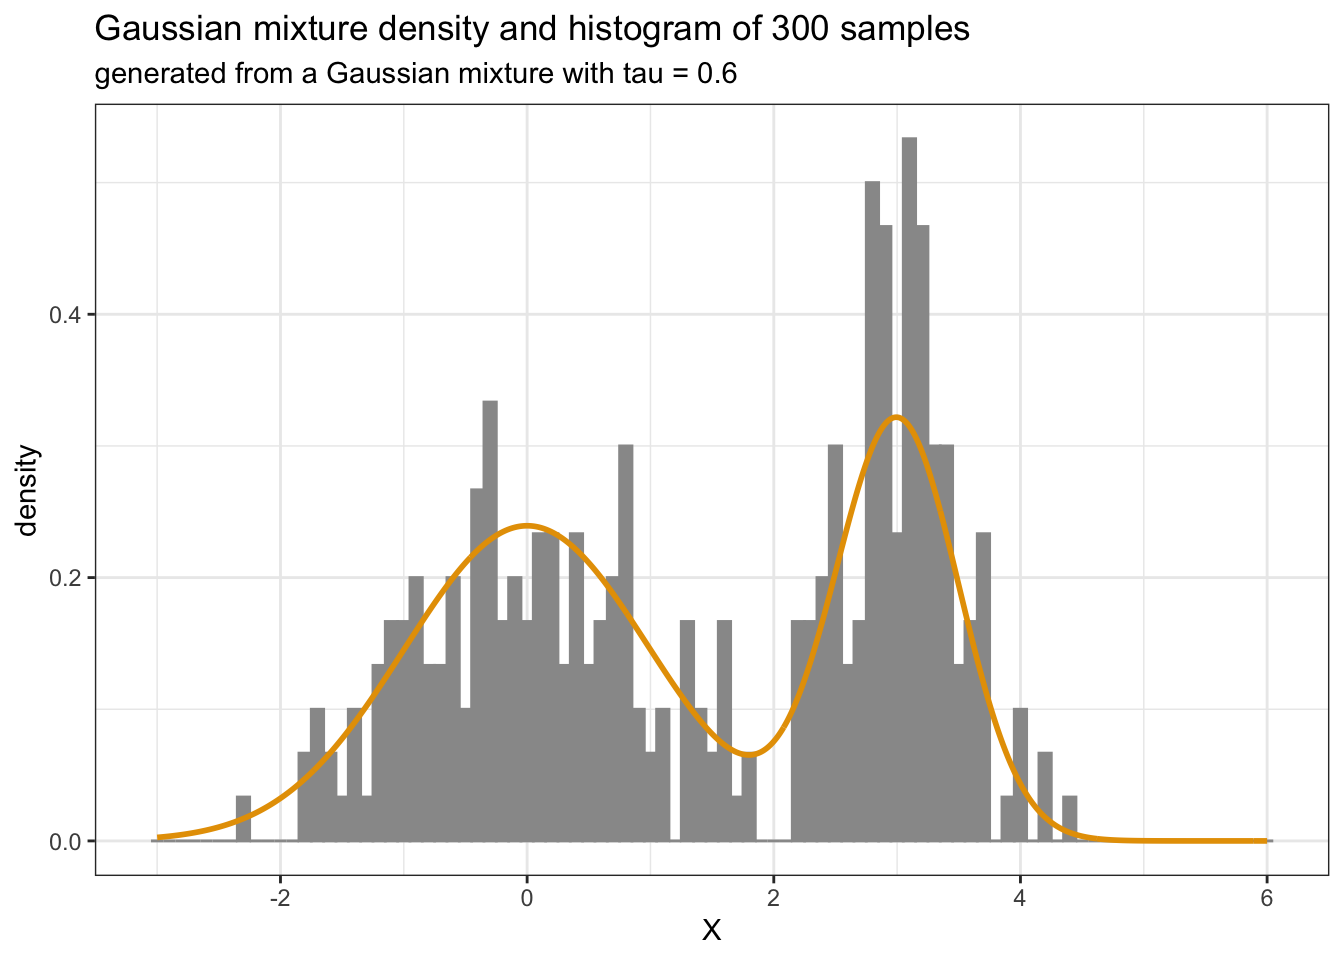 Gaussian mixture density and histogram of 300 samples
generated from a Gaussian mixture with tau = 0.6
density
0.4
0.2
0.0
-2
0
2
4
6
X